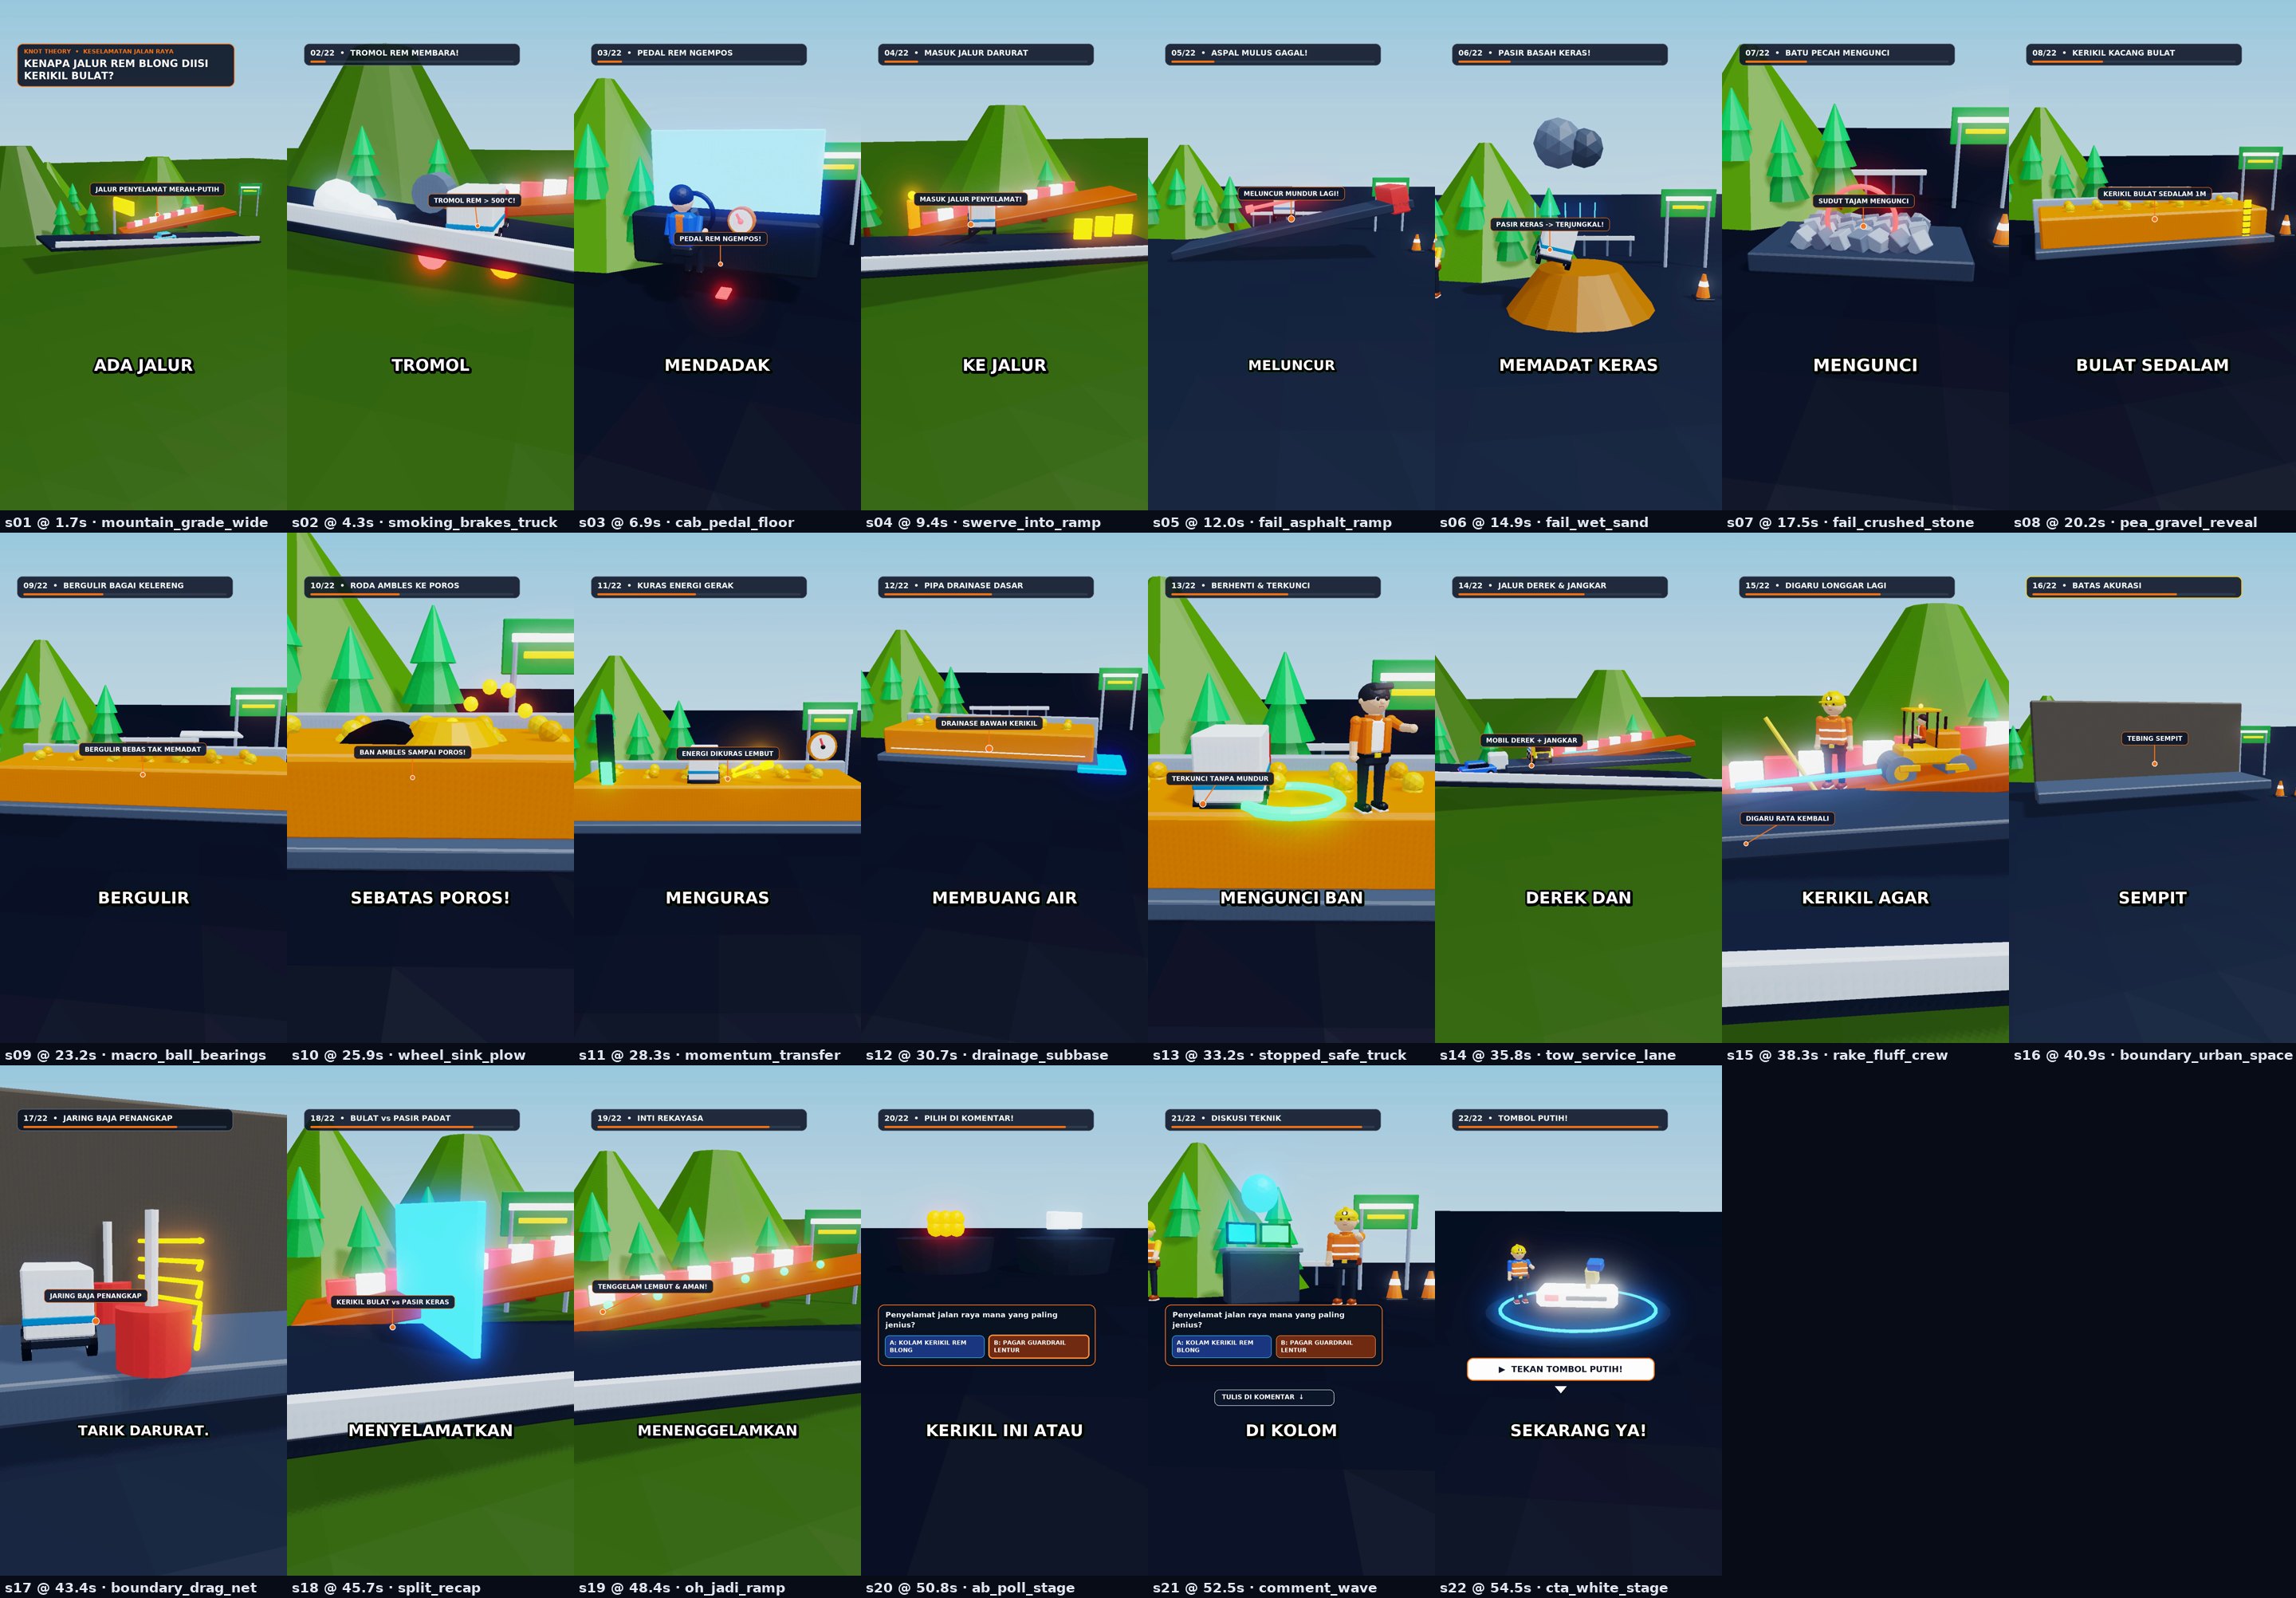 KNOT THEORY • KESELAMATAN JALAN RAYA
KENAPA JALUR REM BLONG DIISI
KERIKIL BULAT?
JALUR PENYELAMAT MERAH-PUTIH
ADA JALUR
s01 @ 1.7s · mountain_grade_wide
02/22 • TROMOL REM MEMBARA!
TROMOL REM > 500°C!
TROMOL
s02 @ 4.3s · smoking_brakes_truck
03/22 • PEDAL REM NGEMPOS
PEDAL REM NGEMPOS!
MENDADAK
s03 @ 6.9s · cab_pedal_floor
04/22 • MASUK JALUR DARURAT
MASUK JALUR PENYELAMAT!
KE JALUR
s04 @ 9.4s · swerve_into_ramp
05/22 • ASPAL MULUS GAGAL!
MELUNCUR MUNDUR LAGI!
MELUNCUR
s05 @ 12.0s · fail_asphalt_ramp
06/22 • PASIR BASAH KERAS!
PASIR KERAS -> TERJUNGKAL!
MEMADAT KERAS
s06 @ 14.9s · fail_wet_sand
07/22 • BATU PECAH MENGUNCI
SUDUT TAJAM MENGUNCI
MENGUNCI
s07 @ 17.5s · fail_crushed_stone
08/22 • KERIKIL KACANG BULAT
KERIKIL BULAT SEDALAM 1M
BULAT SEDALAM
s08 @ 20.2s · pea_gravel_reveal
09/22 • BERGULIR BAGAI KELERENG
BERGULIR BEBAS TAK MEMADAT
BERGULIR
s09 @ 23.2s · macro_ball_bearings
10/22 • RODA AMBLES KE POROS
BAN AMBLES SAMPAI POROS!
SEBATAS POROS!
s10 @ 25.9s · wheel_sink_plow
11/22 • KURAS ENERGI GERAK
ENERGI DIKURAS LEMBUT
MENGURAS
s11 @ 28.3s · momentum_transfer
12/22 • PIPA DRAINASE DASAR
DRAINASE BAWAH KERIKIL
MEMBUANG AIR
s12 @ 30.7s · drainage_subbase
13/22 • BERHENTI & TERKUNCI
TERKUNCI TANPA MUNDUR
MENGUNCI BAN
s13 @ 33.2s · stopped_safe_truck
14/22 • JALUR DEREK & JANGKAR
MOBIL DEREK + JANGKAR
DEREK DAN
s14 @ 35.8s · tow_service_lane
15/22 • DIGARU LONGGAR LAGI
DIGARU RATA KEMBALI
KERIKIL AGAR
s15 @ 38.3s · rake_fluff_crew
16/22 • BATAS AKURASI
TEBING SEMPIT
SEMPIT
s16 @ 40.9s · boundary_urban_space
17/22 • JARING BAJA PENANGKAP
JARING BAJA PENANGKAP
TARIK DARURAT.
s17 @ 43.4s · boundary_drag_net
18/22 • BULAT vs PASIR PADAT
KERIKIL BULAT vs PASIR KERAS
MENYELAMATKAN
s18 @ 45.7s · split_recap
19/22 • INTI REKAYASA
TENGGELAM LEMBUT & AMAN!
MENENGGELAMKAN
s19 @ 48.4s · oh_jadi_ramp
20/22 • PILIH DI KOMENTAR!
Penyelamat jalan raya mana yang paling
jenius?
A: KOLAM KERIKIL REM
BLONG
B: PAGAR GUARDRAIL
LENTUR
KERIKIL INI ATAU
s20 @ 50.8s · ab_poll_stage
21/22 • DISKUSI TEKNIK
Penyelamat jalan raya mana yang paling
jenius?
A: KOLAM KERIKIL REM
BLONG
B: PAGAR GUARDRAIL
LENTUR
TULIS DI KOMENTAR ↓
DI KOLOM
s21 @ 52.5s · comment_wave
22/22 • TOMBOL PUTIH!
▶ TEKAN TOMBOL PUTIH!
SEKARANG YA!
s22 @ 54.5s · cta_white_stage